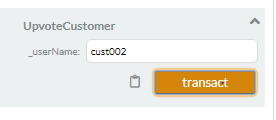 UpvoteCustomer
_userName: cust002
transact